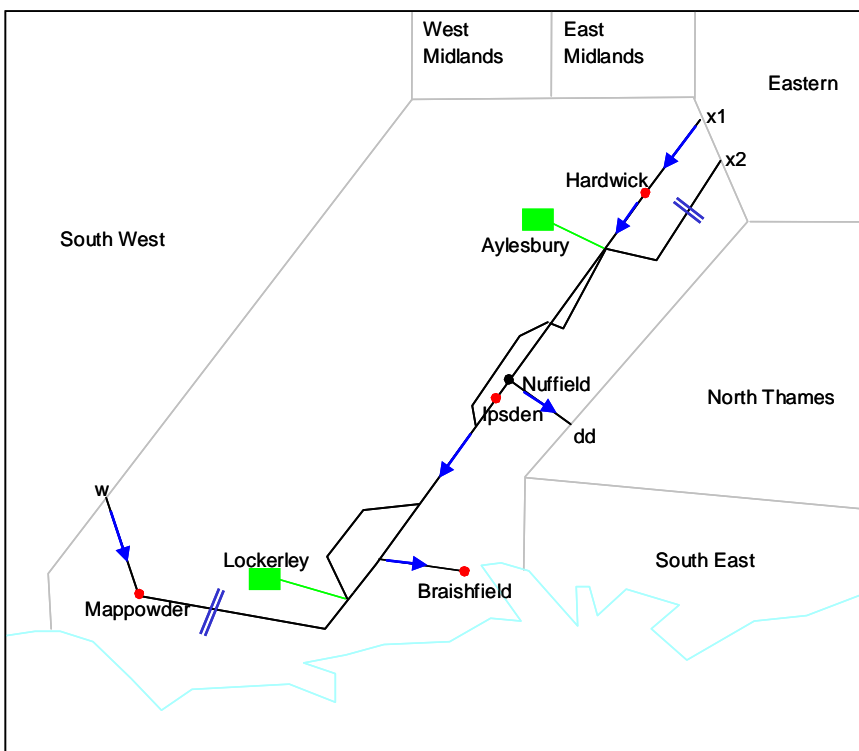 West
Midlands
East
Midlands
Eastern
x1
x2
Hardwick
South West
Aylesbury
Nuffield
Ipsden
North Thames
dd
w
Lockerley
South East
Braishfield
Mappowder